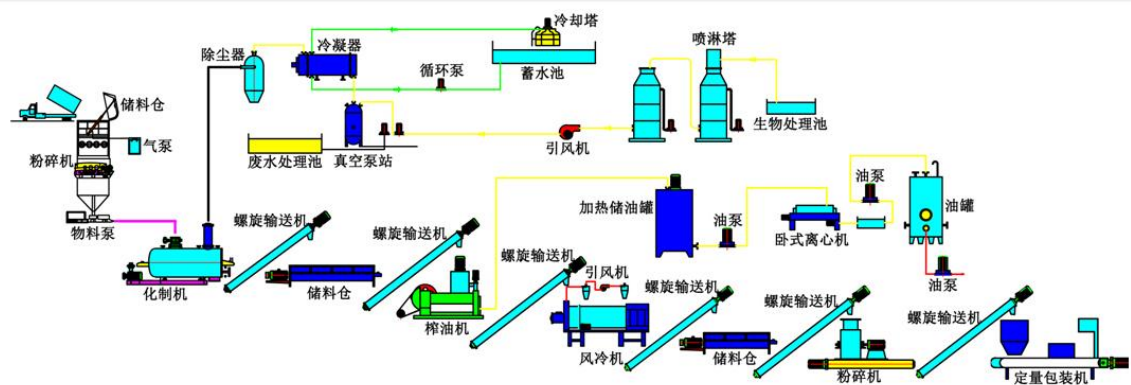 冷却塔
除尘器
冷凝器
喷淋塔
循环泵
蓄水池
储料仓
气泵
粉碎机
生物处理池
引风机
废水处理池
真空泵站
物料泵
化制机
螺旋输送机
储料仓
螺旋输送机
榨油机
螺旋输送机
加热储油罐
油泵
卧式离心机
油泵
油罐
油泵
引风机
风冷机
螺旋输送机
储料仓
螺旋输送机
粉碎机
螺旋输送机
定量包装机